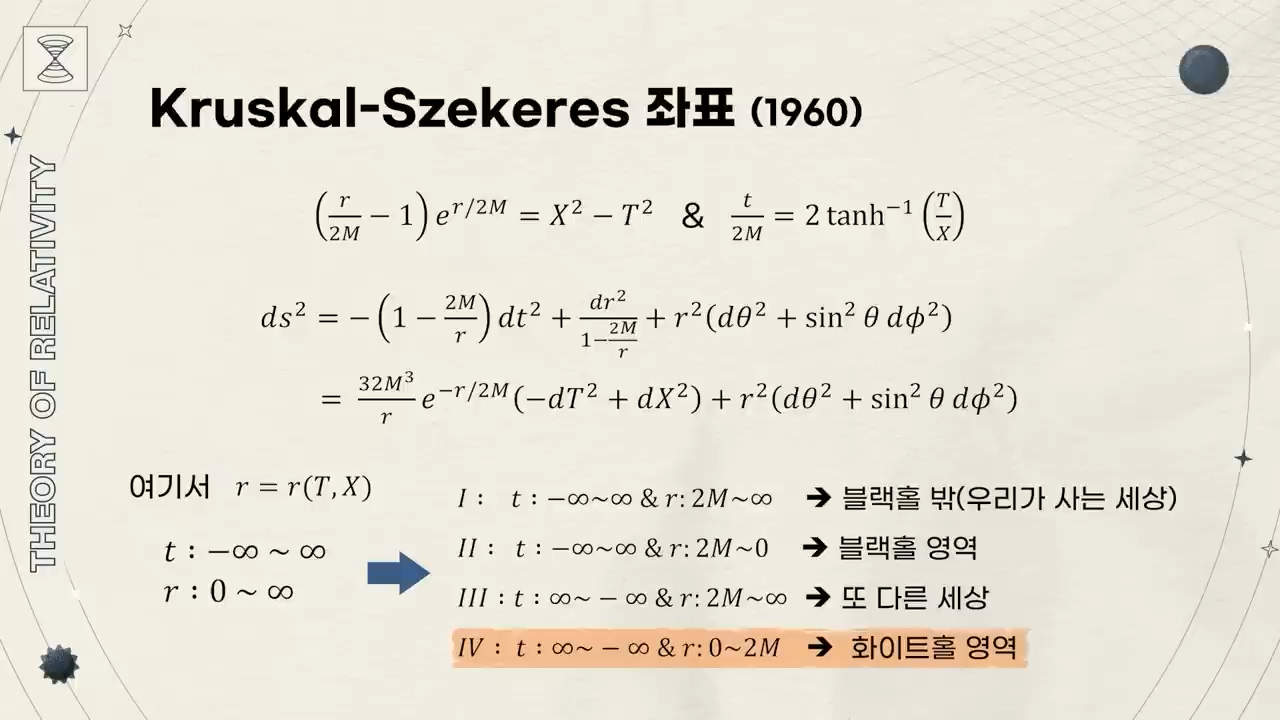 Kruskal-Szekeres 좌표 (1960)
THEORY OF RELATIVITY
(r/2M − 1) e^{r/2M} = X² − T² & t/2M = 2 tanh⁻¹ (T/X)
ds² = −(1 − 2M/r) dt² + dr²/(1−2M/r) + r²(dθ² + sin² θ dϕ²)
= 32M³/r e^{−r/2M}(−dT² + dX²) + r²(dθ² + sin² θ dϕ²)
여기서 r = r(T, X)
t : −∞ ~ ∞
r : 0 ~ ∞
I : t : −∞~∞ & r: 2M~∞ ➔ 블랙홀 밖(우리가 사는 세상)
II : t : −∞~∞ & r: 2M~0 ➔ 블랙홀 영역
III : t : ∞~ − ∞ & r: 2M~∞ ➔ 또 다른 세상
IV : t : ∞~ − ∞ & r: 0~2M ➔ 화이트홀 영역